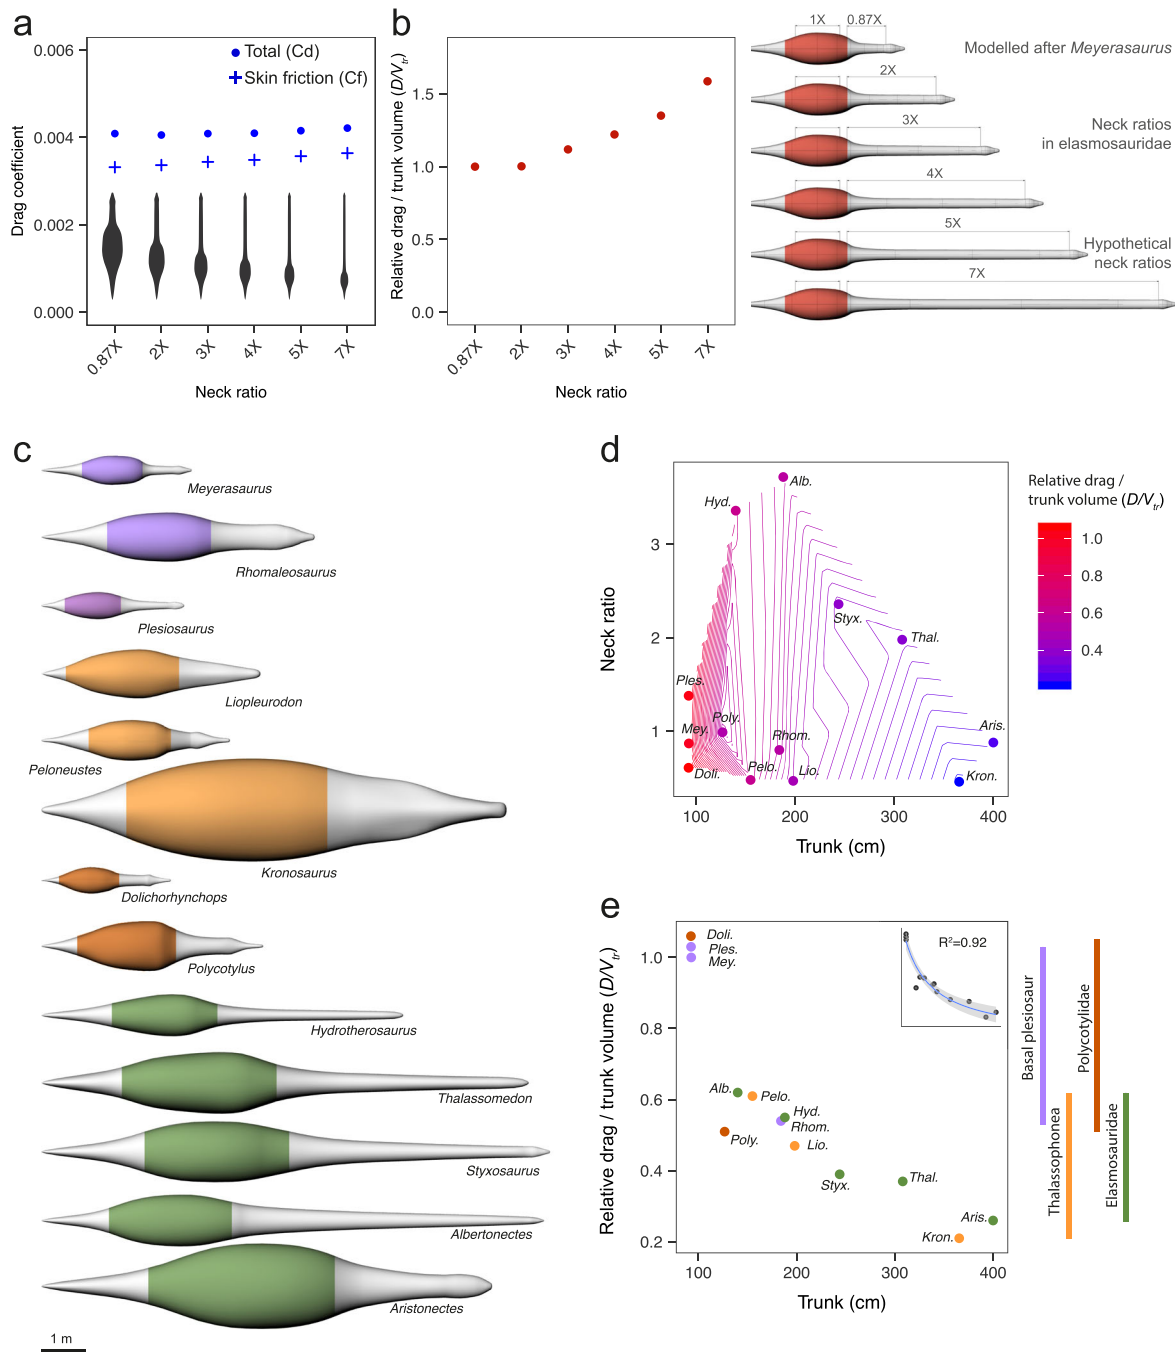 a
0.006
0.004
0.002
0.000
Drag coefficient
Total (Cd)
Skin friction (Cf)
0.87X
2X
3X
4X
5X
7X
Neck ratio
b
1.5
1.0
0.5
0.0
Relative drag / trunk volume (D/Vtr)
0.87X
2X
3X
4X
5X
7X
Neck ratio
1X
0.87X
Modelled after Meyerasaurus
2X
3X
Neck ratios
in elasmosauridae
4X
5X
Hypothetical
neck ratios
7X
c
Meyerasaurus
Rhomaleosaurus
Plesiosaurus
Liopleurodon
Peloneustes
Kronosaurus
Dolichorhynchops
Polycotylus
Hydrotherosaurus
Thalassomedon
Styxosaurus
Albertonectes
Aristonectes
1 m
d
3
2
1
Neck ratio
Alb.
Hyd.
Styx.
Thal.
Ples.
Mey.
Poly.
Rhom.
Aris.
Doli.
Pelo.
Lio.
Kron.
100
200
300
400
Trunk (cm)
Relative drag /
trunk volume (D/Vtr)
1.0
0.8
0.6
0.4
e
1.0
0.8
0.6
0.4
0.2
Relative drag / trunk volume (D/Vtr)
Doli.
Ples.
Mey.
R2=0.92
Alb.
Pelo.
Hyd.
Rhom.
Poly.
Lio.
Styx.
Thal.
Aris.
Kron.
100
200
300
400
Trunk (cm)
Basal plesiosaur
Polycotylidae
Thalassophonea
Elasmosauridae